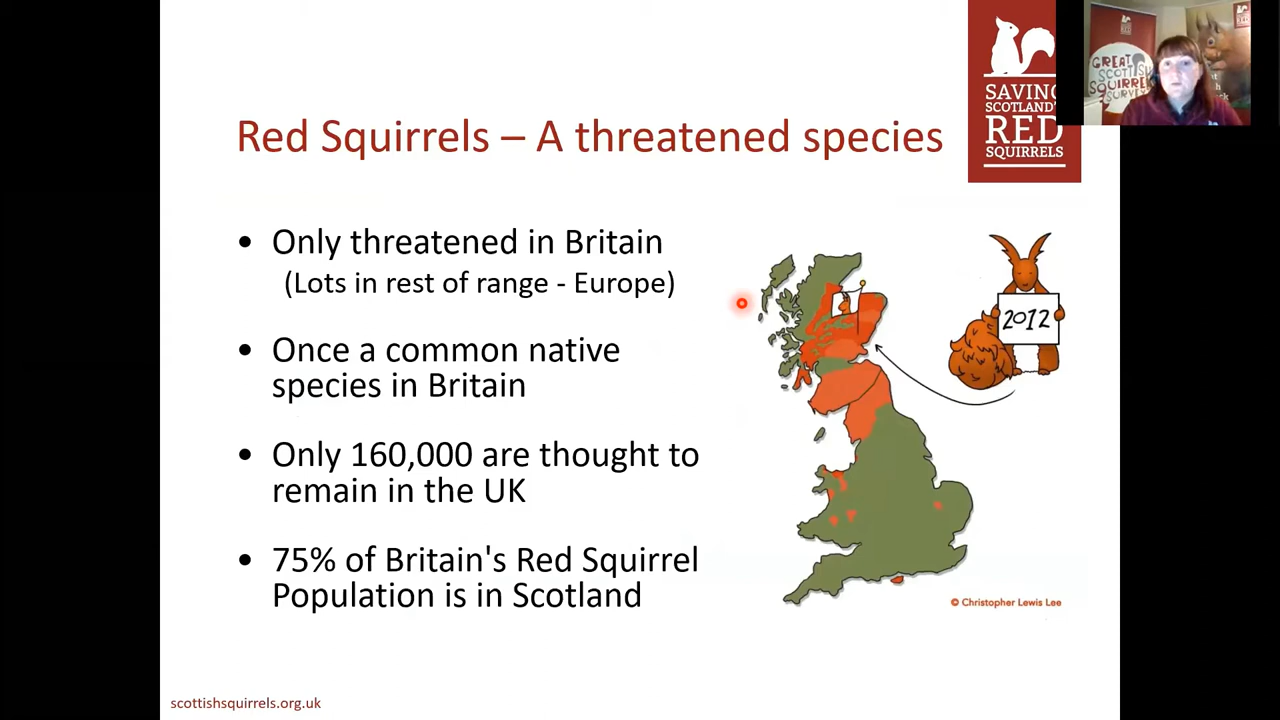 Red Squirrels – A threatened species
SAVING
SCOTLAND'S
RED
SQUIRRELS
GREAT
SCOTTISH
SQUIRREL
SURVEY
• Only threatened in Britain
(Lots in rest of range - Europe)
• Once a common native
species in Britain
• Only 160,000 are thought to
remain in the UK
• 75% of Britain's Red Squirrel
Population is in Scotland
2012
© Christopher Lewis Lee
scottishsquirrels.org.uk